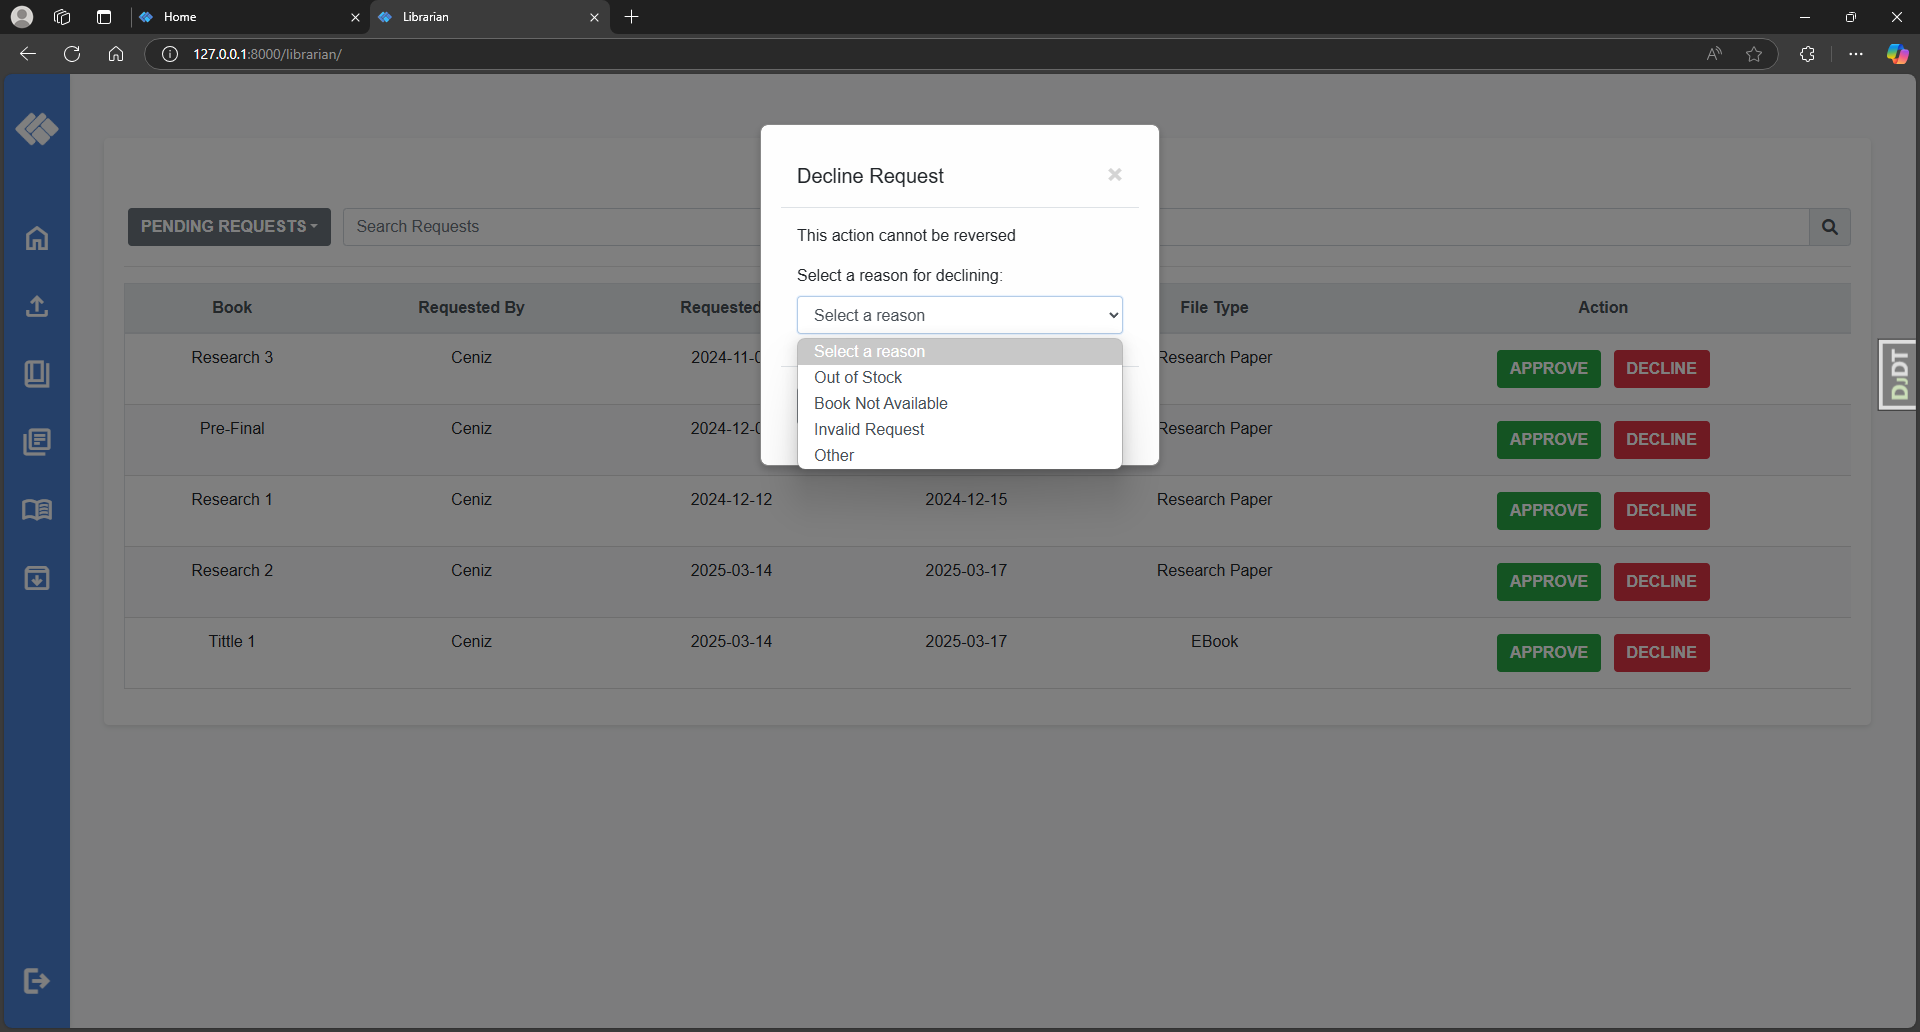 Home
Librarian
127.0.0.1:8000/librarian/
Decline Request
This action cannot be reversed
Select a reason for declining:
Select a reason
Select a reason
Out of Stock
Book Not Available
Invalid Request
Other
PENDING REQUESTS
Search Requests
Book Requested By Requested File Type Action
Research 3 Ceniz 2024-11-0 Research Paper APPROVE DECLINE
Pre-Final Ceniz 2024-12-0 Research Paper APPROVE DECLINE
Research 1 Ceniz 2024-12-12 2024-12-15 Research Paper APPROVE DECLINE
Research 2 Ceniz 2025-03-14 2025-03-17 Research Paper APPROVE DECLINE
Tittle 1 Ceniz 2025-03-14 2025-03-17 EBook APPROVE DECLINE
DJDT